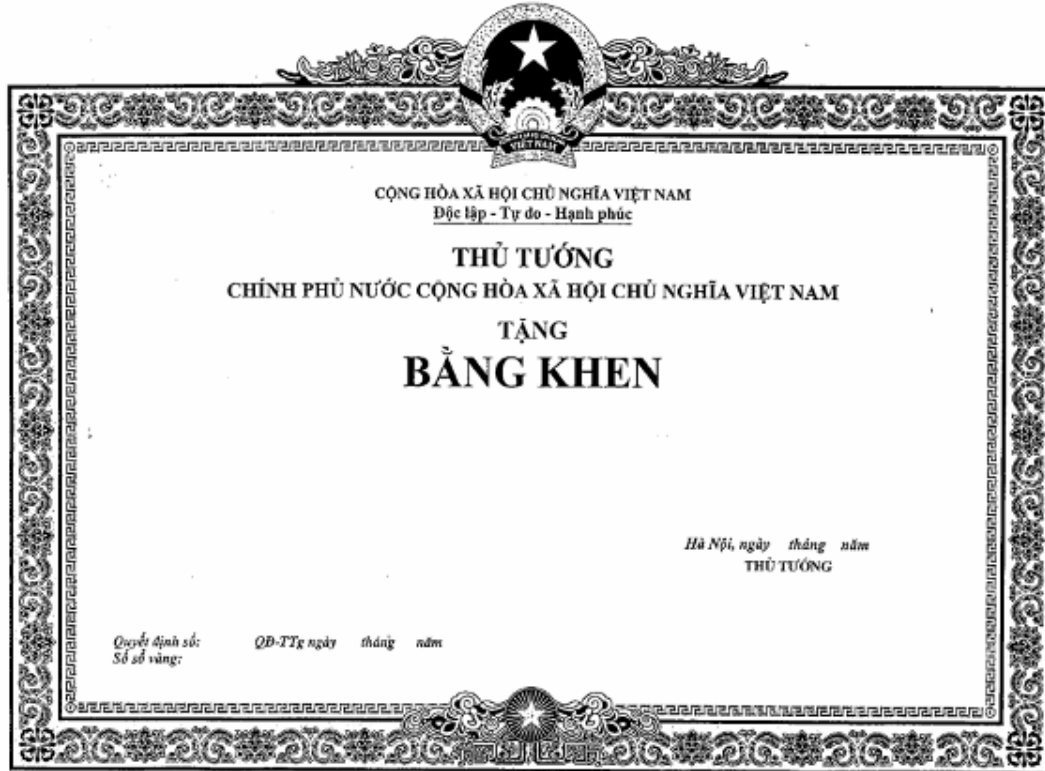 VIỆT NAM
CỘNG HÒA XÃ HỘI CHỦ NGHĨA VIỆT NAM
Độc lập - Tự do - Hạnh phúc
THỦ TƯỚNG
CHÍNH PHỦ NƯỚC CỘNG HÒA XÃ HỘI CHỦ NGHĨA VIỆT NAM
TẶNG
BẰNG KHEN
Hà Nội, ngày tháng năm
THỦ TƯỚNG
Quyết định số: QĐ-TTg ngày tháng năm
Số sổ vàng: